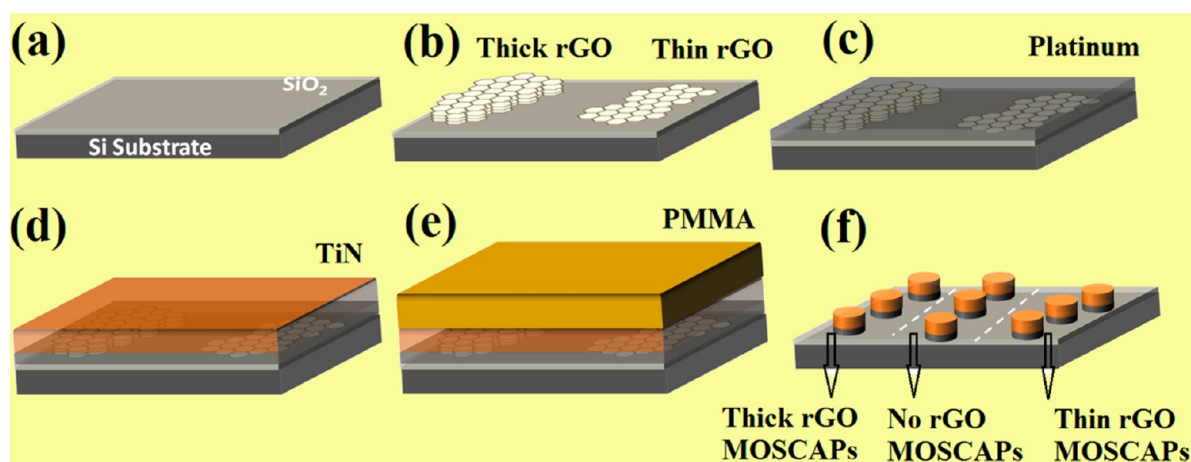 (a)
SiO2
Si Substrate
(b)
Thick rGO Thin rGO
(c)
Platinum
(d)
TiN
(e)
PMMA
(f)
Thick rGO
MOSCAPs
No rGO
MOSCAPs
Thin rGO
MOSCAPs